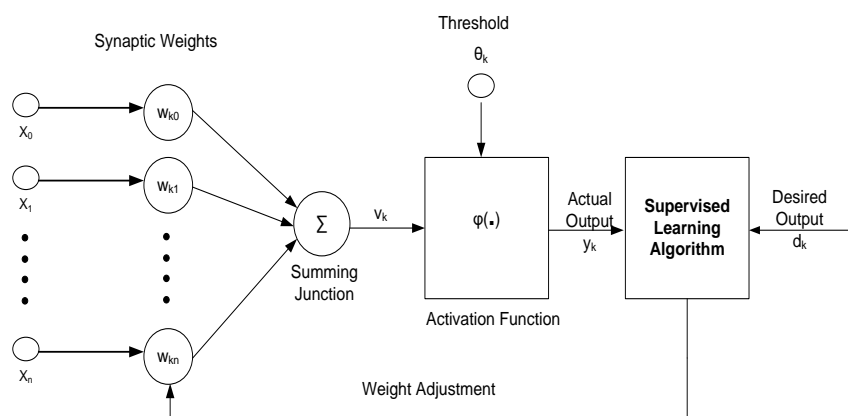 Threshold
θk
Synaptic Weights
wk0
X0
wk1
X1
Σ
vk
φ(.)
Actual
Output
yk
Supervised
Learning
Algorithm
Desired
Output
dk
Summing
Junction
Activation Function
wkn
Xn
Weight Adjustment